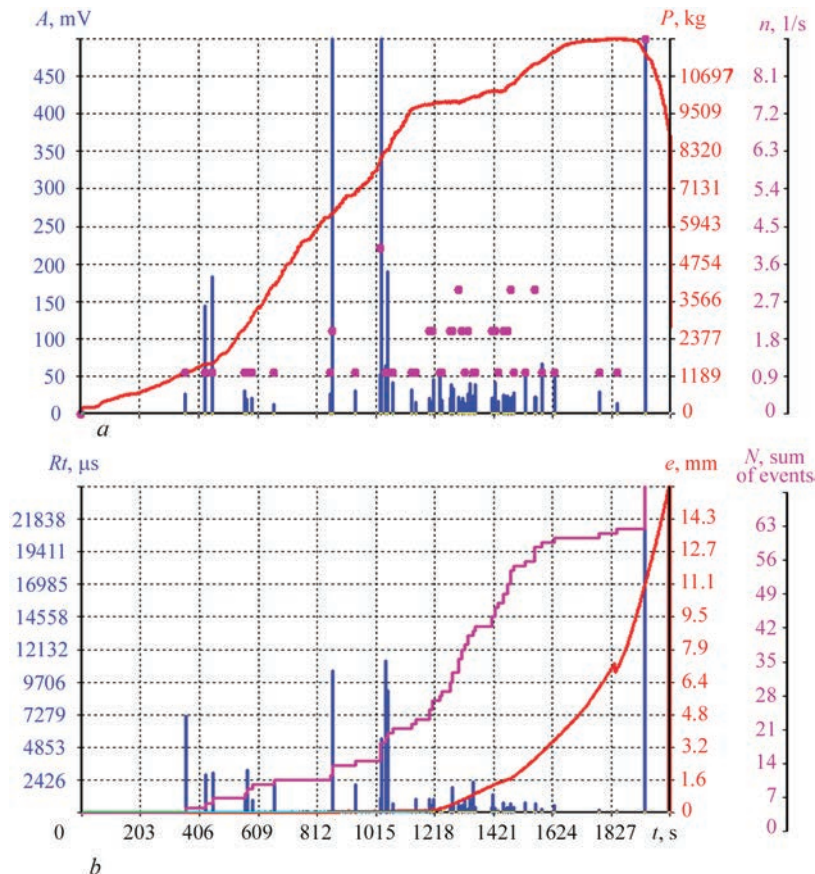 A, mV P, kg n, 1/s
450 10697 8.1
400 9509 7.2
350 8320 6.3
300 7131 5.4
250 5943 4.5
200 4754 3.6
150 3566 2.7
100 2377 1.8
50 1189 0.9
0 0 0
a
Rt, μs e, mm N, sum
of events
21838 14.3 63
19411 12.7 56
16985 11.1 49
14558 9.5 42
12132 7.9 35
9706 6.4 28
7279 4.8 21
4853 3.2 14
2426 1.6 7
0 0
0 203 406 609 812 1015 1218 1421 1624 1827 t, s
b